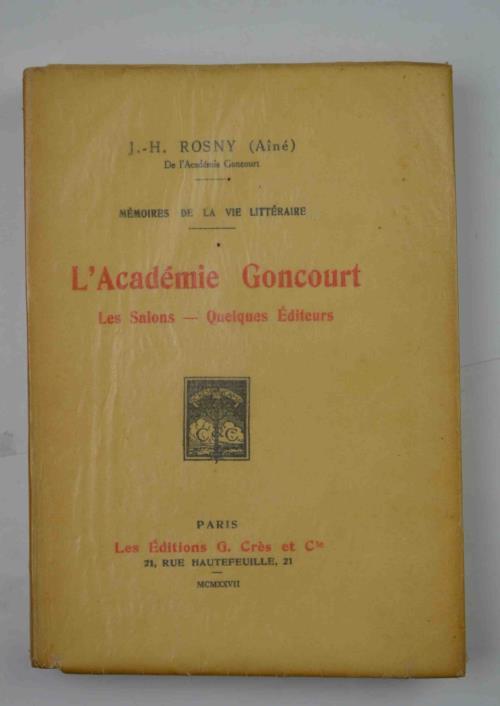 J.-H. ROSNY (Aîné)
De l'Académie Goncourt
MÉMOIRES DE LA VIE LITTÉRAIRE
L'Académie Goncourt
Les Salons — Quelques Éditeurs
C&C
PARIS
Les Éditions G. Crès et Cie
21, RUE HAUTEFEUILLE, 21
MCMXXVII